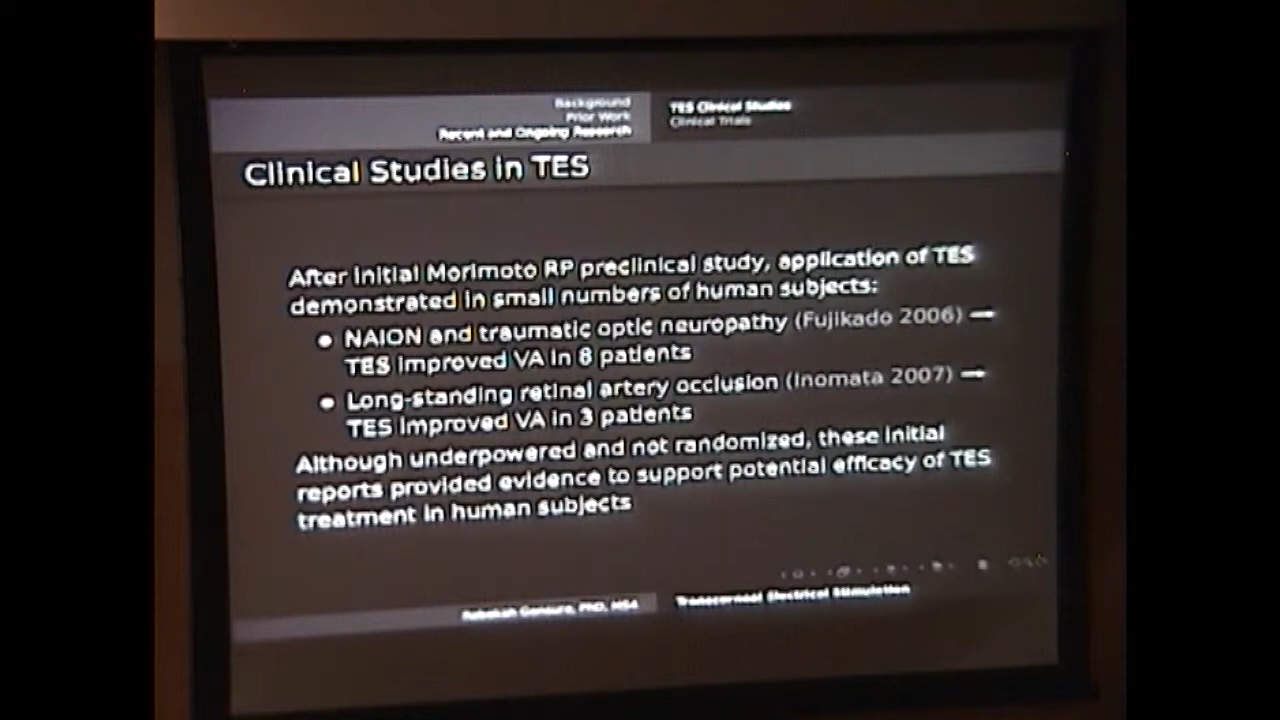 Background
Prior Work
Recent and Ongoing Research
TES Clinical Studies
Clinical Trials
Clinical Studies in TES
After initial Morimoto RP preclinical study, application of TES
demonstrated in small numbers of human subjects:
NAION and traumatic optic neuropathy (Fujikado 2006) →
TES improved VA in 8 patients
Long-standing retinal artery occlusion (Inomata 2007) →
TES improved VA in 3 patients
Although underpowered and not randomized, these initial
reports provided evidence to support potential efficacy of TES
treatment in human subjects
Rebekah Gensure, PhD, MS4
Transcorneal Electrical Stimulation